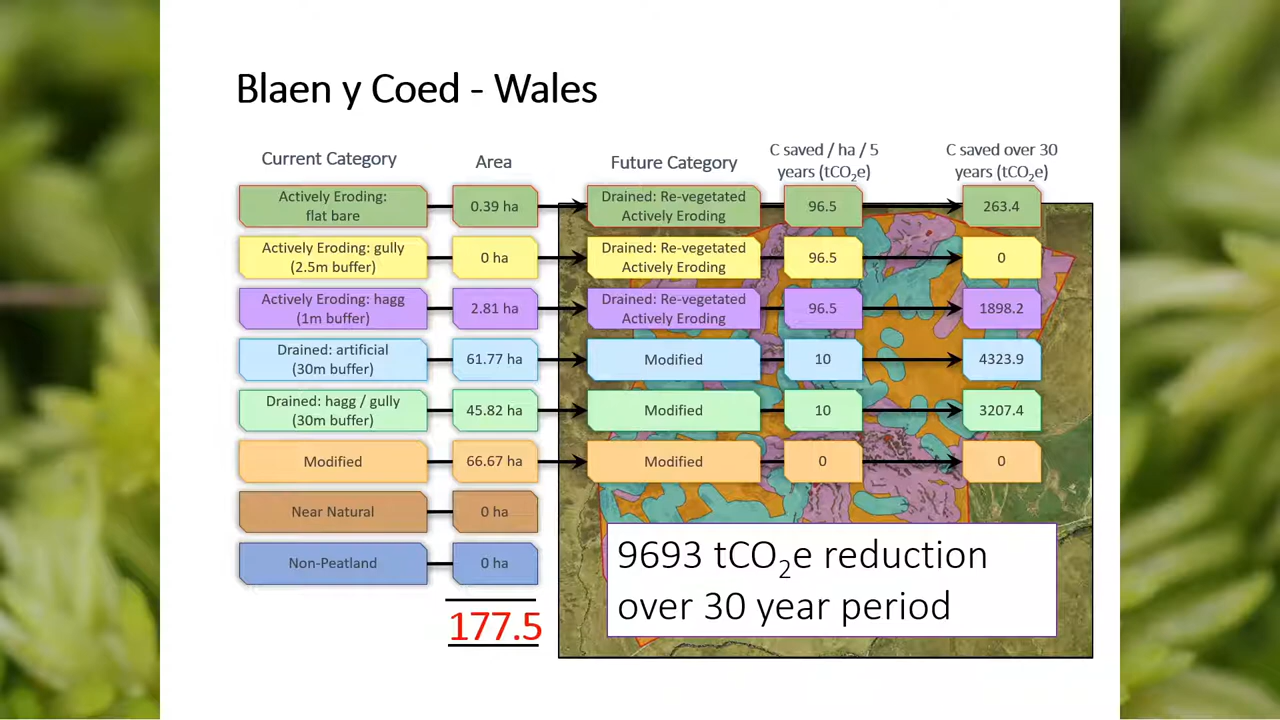 Blaen y Coed - Wales
Current Category
Area
Future Category
C saved / ha / 5
years (tCO₂e)
C saved over 30
years (tCO₂e)
Actively Eroding:
flat bare
0.39 ha
Drained: Re-vegetated
Actively Eroding
96.5
263.4
Actively Eroding: gully
(2.5m buffer)
0 ha
Drained: Re-vegetated
Actively Eroding
96.5
0
Actively Eroding: hagg
(1m buffer)
2.81 ha
Drained: Re-vegetated
Actively Eroding
96.5
1898.2
Drained: artificial
(30m buffer)
61.77 ha
Modified
10
4323.9
Drained: hagg / gully
(30m buffer)
45.82 ha
Modified
10
3207.4
Modified
66.67 ha
Modified
0
0
Near Natural
0 ha
Non-Peatland
0 ha
177.5
9693 tCO₂e reduction
over 30 year period